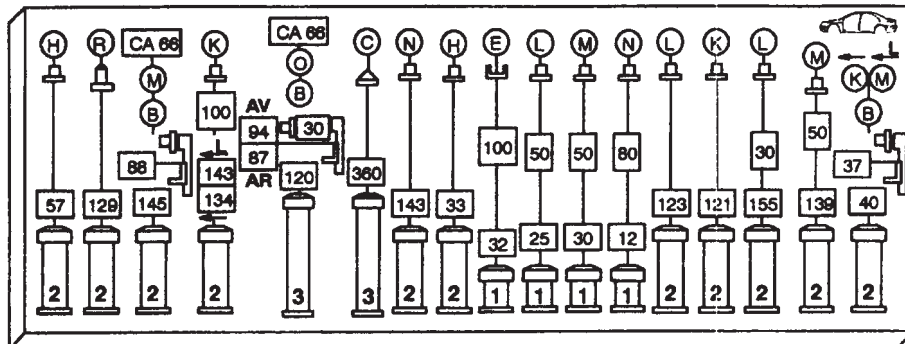 H R CA 66 K CA 66 C N H E L M N L K L M
M O K M
B B B
100 AV 94 30 100 50 50 80 30 50
88 143 87 37
134 AR 120 360
57 129 145 143 33 123 121 155 139 40
32 25 30 12
2 2 2 2 3 3 2 2 1 1 1 1 2 2 2 2 2